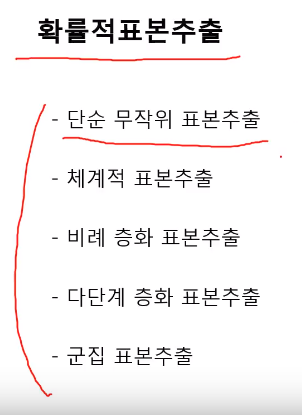 확률적표본추출
- 단순 무작위 표본추출
- 체계적 표본추출
- 비례 층화 표본추출
- 다단계 층화 표본추출
- 군집 표본추출